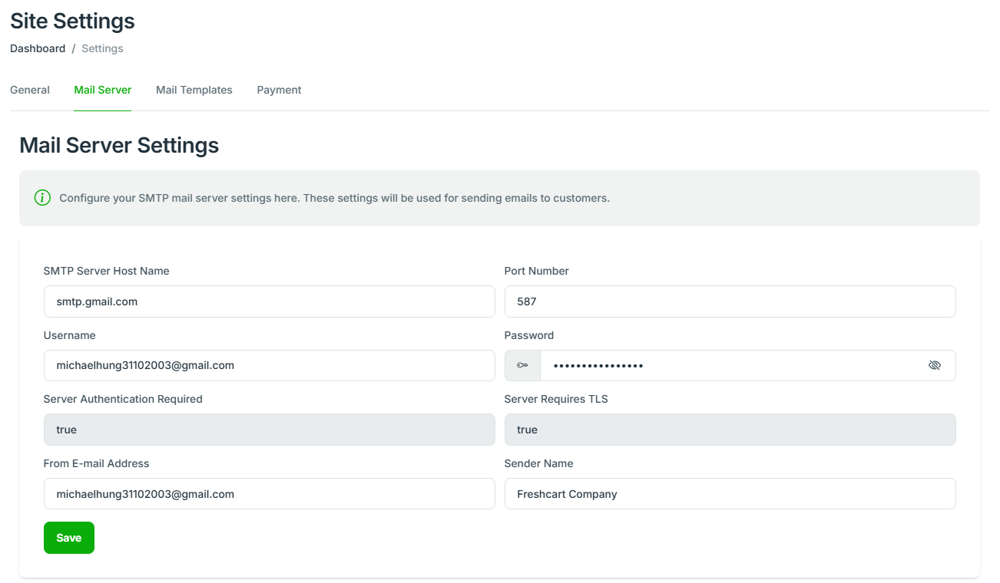 Site Settings
Dashboard / Settings
General Mail Server Mail Templates Payment
Mail Server Settings
Configure your SMTP mail server settings here. These settings will be used for sending emails to customers.
SMTP Server Host Name Port Number
smtp.gmail.com 587
Username Password
michaelhung31102003@gmail.com ••••••••••••••••
Server Authentication Required Server Requires TLS
true true
From E-mail Address Sender Name
michaelhung31102003@gmail.com Freshcart Company
Save